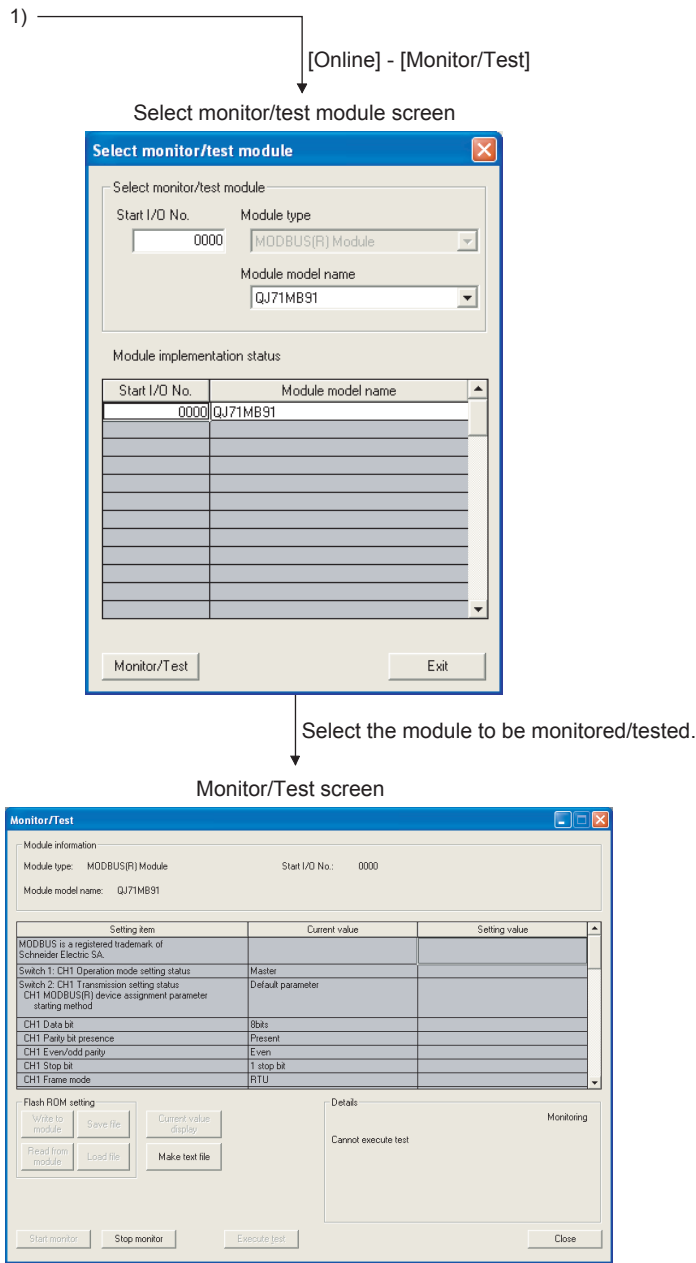 1)
[Online] - [Monitor/Test]
Select monitor/test module screen
Select monitor/test module
Select monitor/test module
Start I/O No.
Module type
0000
MODBUS(R) Module
Module model name
QJ71MB91
Module implementation status
Start I/O No.
Module model name
0000
QJ71MB91
Monitor/Test
Exit
Select the module to be monitored/tested.
Monitor/Test screen
Monitor/Test
Module information
Module type: MODBUS(R) Module
Start I/O No.: 0000
Module model name: QJ71MB91
Setting item
Current value
Setting value
MODBUS is a registered trademark of
Schneider Electric SA.
Switch 1: CH1 Operation mode setting status
Master
Switch 2: CH1 Transmission setting status
Default parameter
CH1 MODBUS(R) device assignment parameter
starting method
CH1 Data bit
8bits
CH1 Parity bit presence
Present
CH1 Even/odd parity
Even
CH1 Stop bit
1 stop bit
CH1 Frame mode
RTU
Flash ROM setting
Write to
module
Save file
Current value
display
Read from
module
Load file
Make text file
Details
Monitoring
Cannot execute test
Start monitor
Stop monitor
Execute test
Close